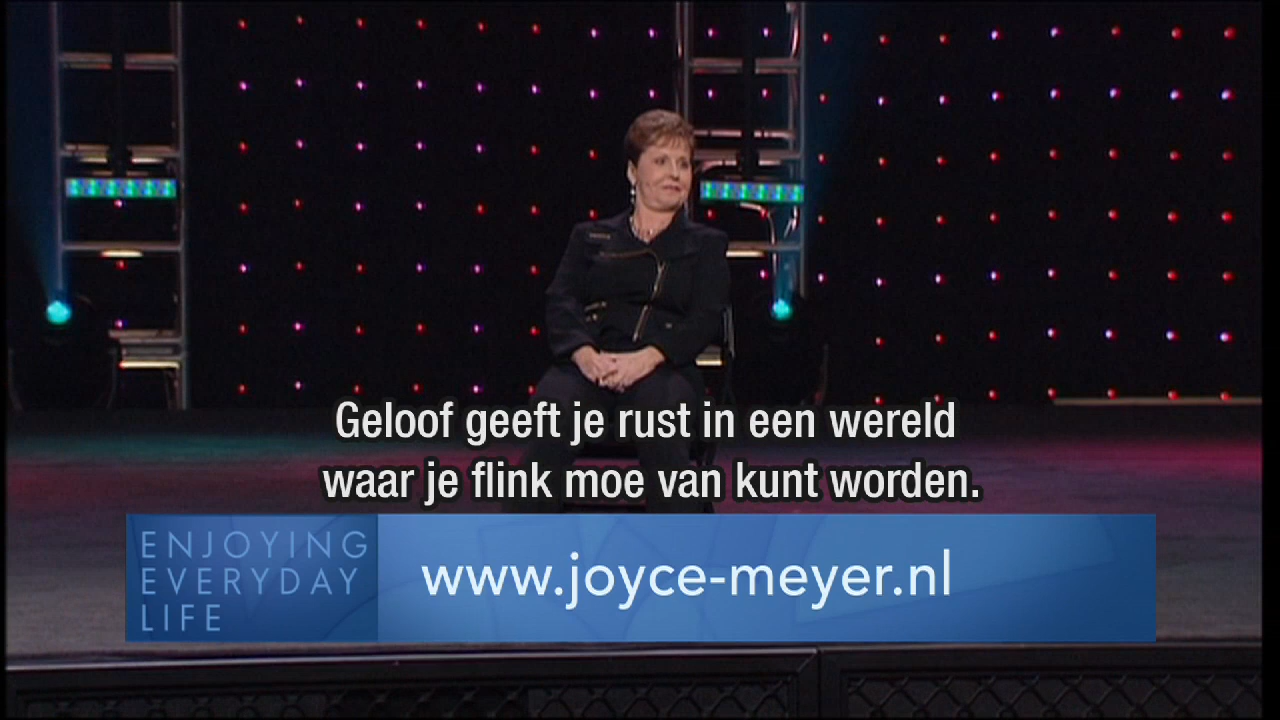 Geloof geeft je rust in een wereld
waar je flink moe van kunt worden.
ENJOYING
EVERYDAY
LIFE
www.joyce-meyer.nl